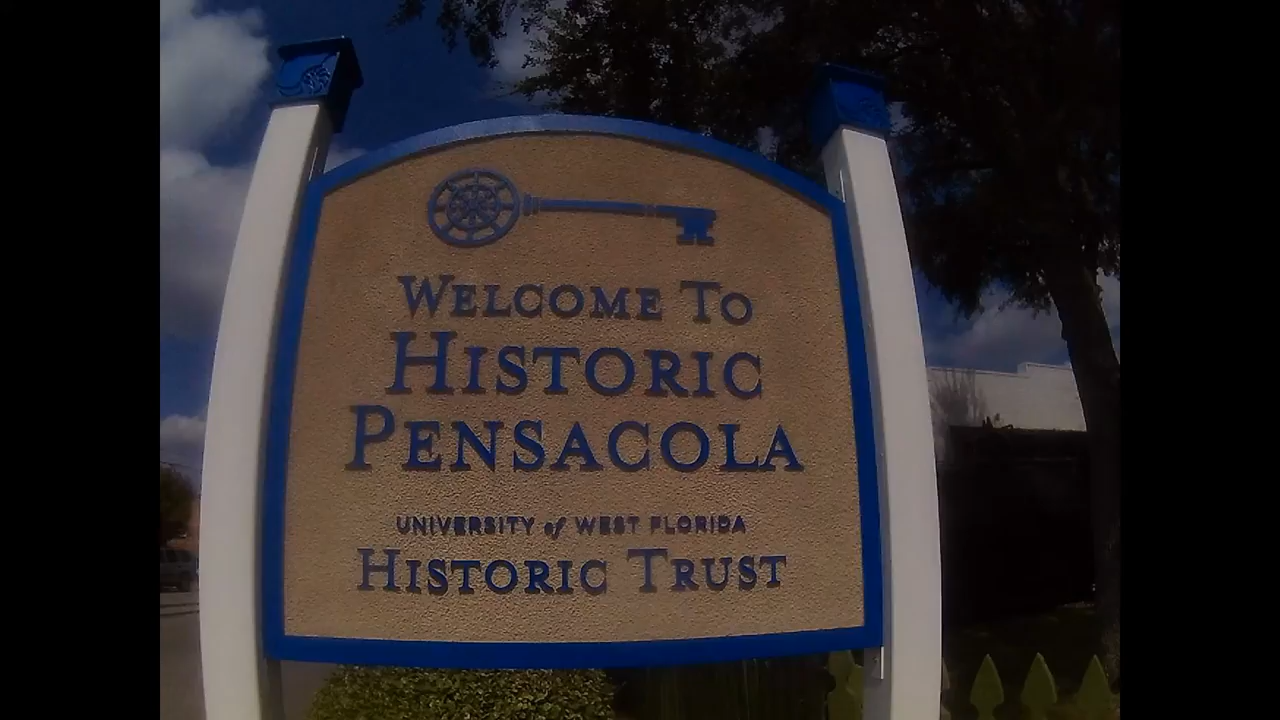 Welcome To
Historic
Pensacola
UNIVERSITY of WEST FLORIDA
Historic Trust